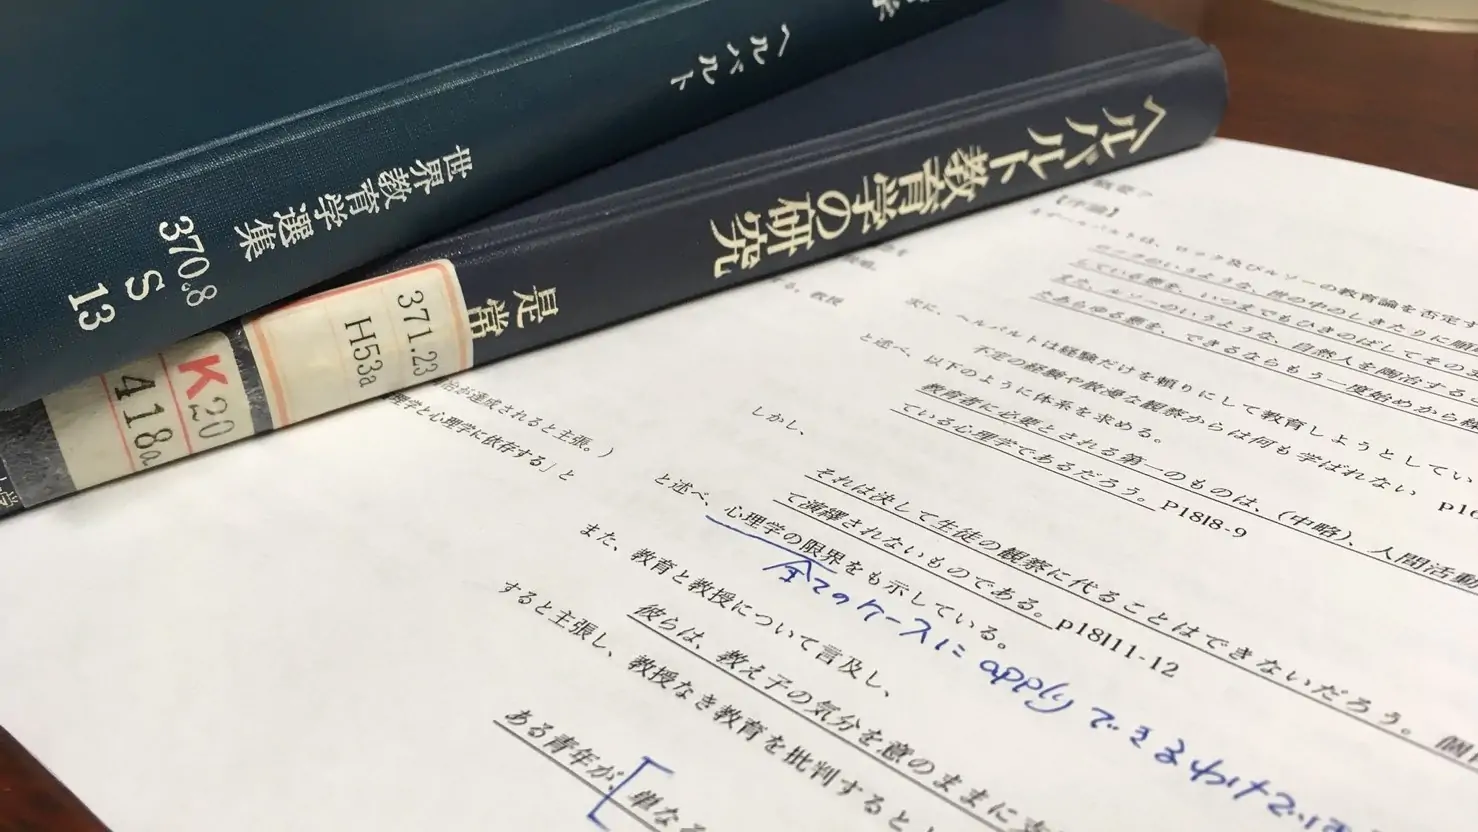 ヘルバルト
世界教育学選集
370.8
S
13
ヘルバルト教育学の研究
是常
371.23
H53a
K20
418a
【序論】
ヘルバルトは、ロック及びルソーの教育論を否定す
ロックがいうような、世の中のしきたりに順
している悪を、いつまでもひきのばしてそのま
また、ルソーのいうような、自然人を陶冶する
たあらゆる悪を、できるならもう一度始めから
次に、ヘルバルトは経験だけを頼りにして教育しようとしてい
不定の経験や散漫な観察からは何も学ばれない
と述べ、以下のように体系を求める。
教育者に必要とされる第一のものは、(中略)、人間活動
ている心理学であるだろう。p18l8-9
しかし、
それは決して生徒の観察に代ることはできないだろう。個
て演繹されないものである。p18l11-12
と述べ、心理学の限界をも示している。
全てのケースに applyできるわけでは
また、教育と教授について言及し、
彼らは、教え子の気分を意のままに支
すると主張し、教授なき教育を批判すると
ある青年が、単なる
治が達成されると主張。)
理学と心理学に依存する」と